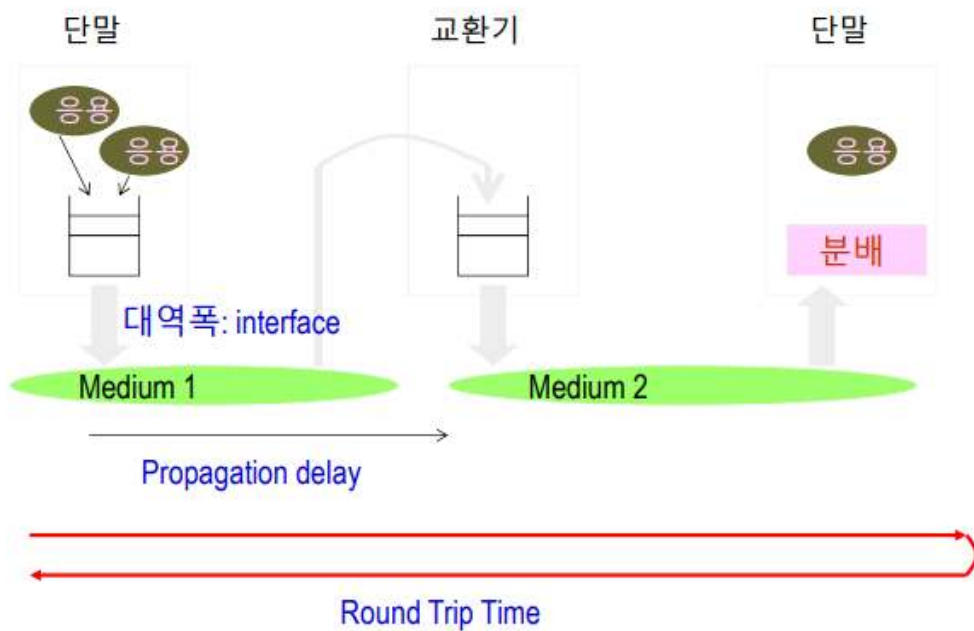 단말
교환기
단말
응용
응용
응용
분배
대역폭: interface
Medium 1
Medium 2
Propagation delay
Round Trip Time